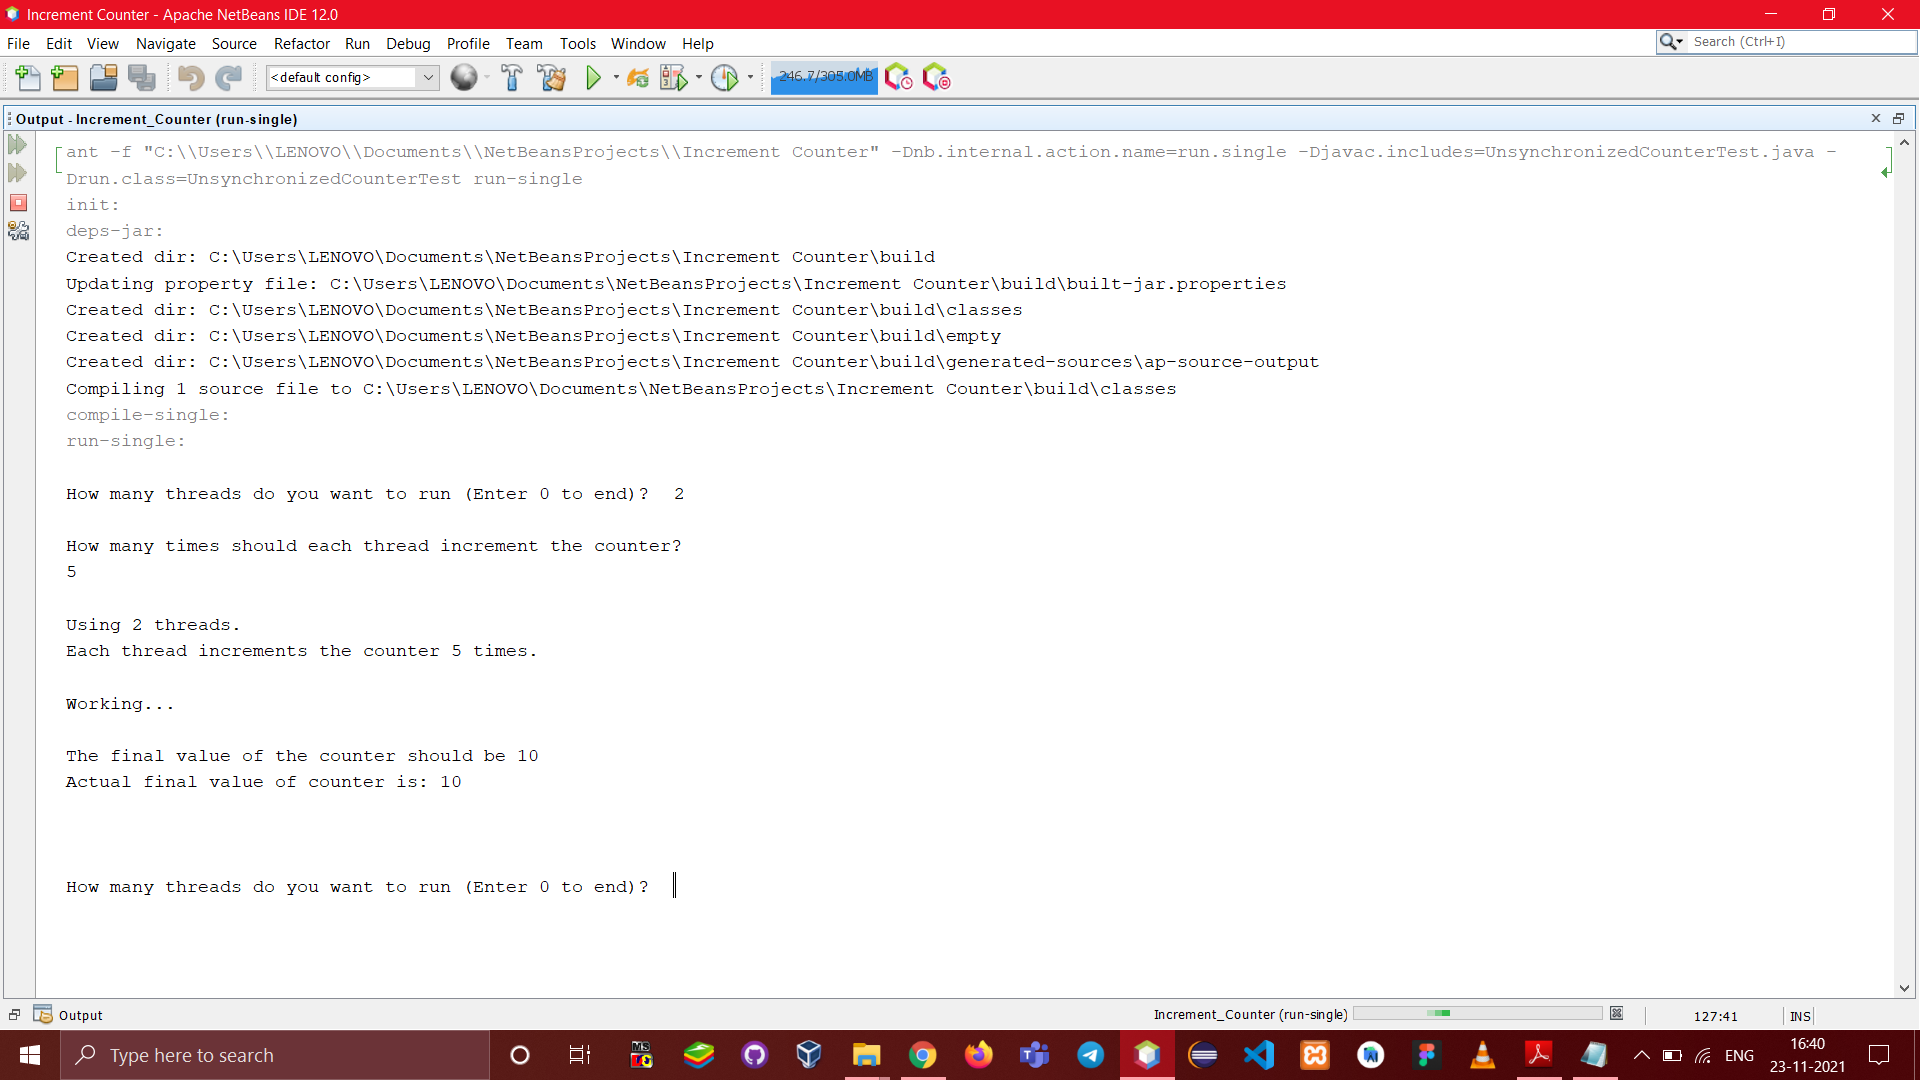 Increment Counter - Apache NetBeans IDE 12.0
File Edit View Navigate Source Refactor Run Debug Profile Team Tools Window Help
Search (Ctrl+I)
<default config>
246.7/305.0MB
Output - Increment_Counter (run-single)
ant -f "C:\\Users\\LENOVO\\Documents\\NetBeansProjects\\Increment Counter" -Dnb.internal.action.name=run.single -Djavac.includes=UnsynchronizedCounterTest.java -
Drun.class=UnsynchronizedCounterTest run-single
init:
deps-jar:
Created dir: C:\Users\LENOVO\Documents\NetBeansProjects\Increment Counter\build
Updating property file: C:\Users\LENOVO\Documents\NetBeansProjects\Increment Counter\build\built-jar.properties
Created dir: C:\Users\LENOVO\Documents\NetBeansProjects\Increment Counter\build\classes
Created dir: C:\Users\LENOVO\Documents\NetBeansProjects\Increment Counter\build\empty
Created dir: C:\Users\LENOVO\Documents\NetBeansProjects\Increment Counter\build\generated-sources\ap-source-output
Compiling 1 source file to C:\Users\LENOVO\Documents\NetBeansProjects\Increment Counter\build\classes
compile-single:
run-single:
How many threads do you want to run (Enter 0 to end)? 2
How many times should each thread increment the counter?
5
Using 2 threads.
Each thread increments the counter 5 times.
Working...
The final value of the counter should be 10
Actual final value of counter is: 10
How many threads do you want to run (Enter 0 to end)?
Output
Increment_Counter (run-single)
127:41
INS
Type here to search
ENG
16:40
23-11-2021